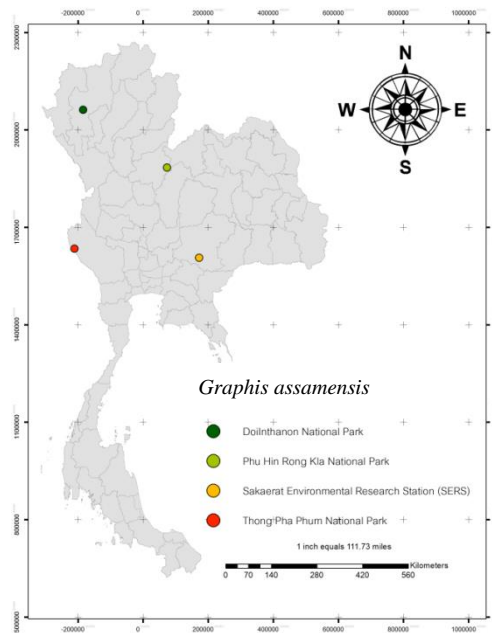 -200000 0 200000 400000 600000 800000 1000000
2300000
2000000
1700000
1400000
1100000
800000
500000
N
W E
S
Graphis assamensis
DoiInthanon National Park
Phu Hin Rong Kla National Park
Sakaerat Environmental Research Station (SERS)
Thong Pha Phum National Park
1 inch equals 111.73 miles
Kilometers
0 70 140 280 420 560
-200000 0 200000 400000 600000 800000 1000000